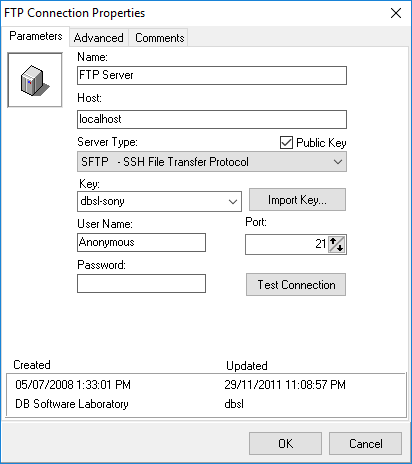 FTP Connection Properties
Parameters Advanced Comments
Name:
FTP Server
Host:
localhost
Server Type: Public Key
SFTP - SSH File Transfer Protocol
Key:
dbsl-sony Import Key...
User Name: Port:
Anonymous 21
Password:
Test Connection
Created Updated
05/07/2008 1:33:01 PM 29/11/2011 11:08:57 PM
DB Software Laboratory dbsl
OK Cancel